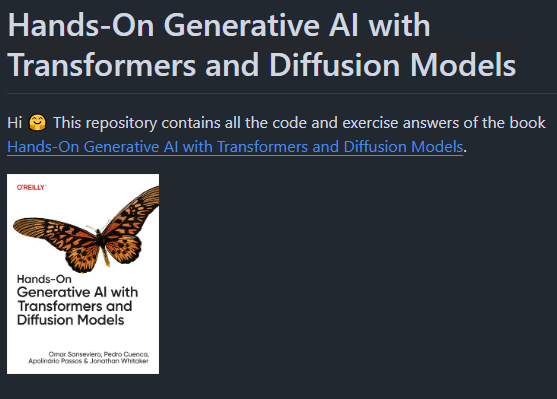 Hands-On Generative AI with
Transformers and Diffusion Models
Hi 🤗 This repository contains all the code and exercise answers of the book
Hands-On Generative AI with Transformers and Diffusion Models.
O'REILLY
Hands-On
Generative AI with
Transformers and
Diffusion Models
Omar Sanseviero, Pedro Cuenca,
Apolinário Passos & Jonathan Whitaker